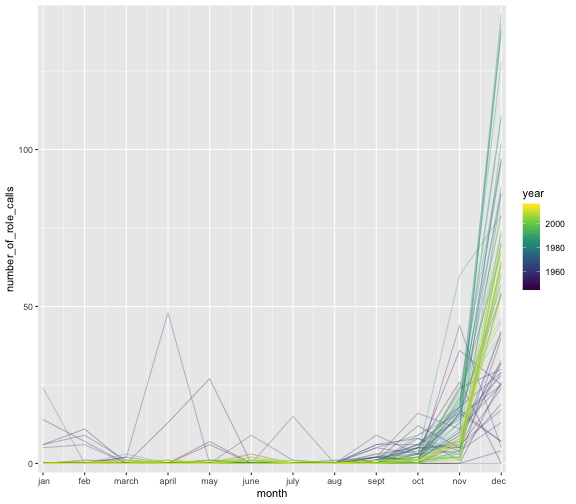 100
50
0
number_of_role_calls
jan feb march april may june july aug sept oct nov dec
month
year
2000
1980
1960